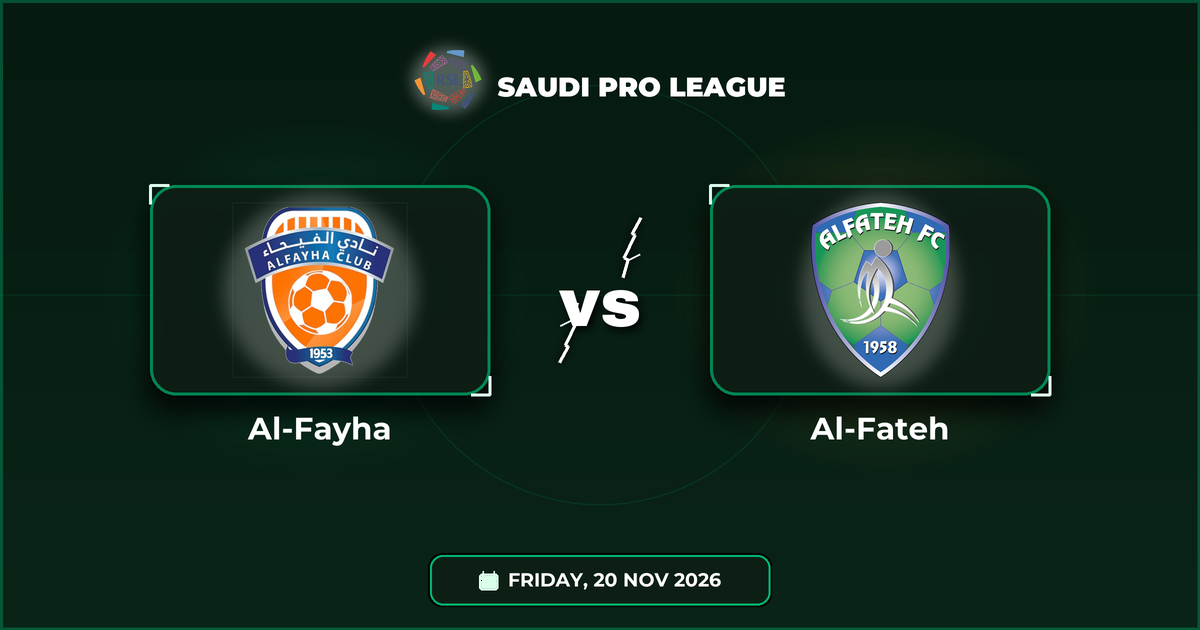 RSL
SAUDI PRO LEAGUE
نادي الفيحاء
ALFAYHA CLUB
1953
VS
ALFATEH FC
1958
Al-Fayha
Al-Fateh
FRIDAY, 20 NOV 2026